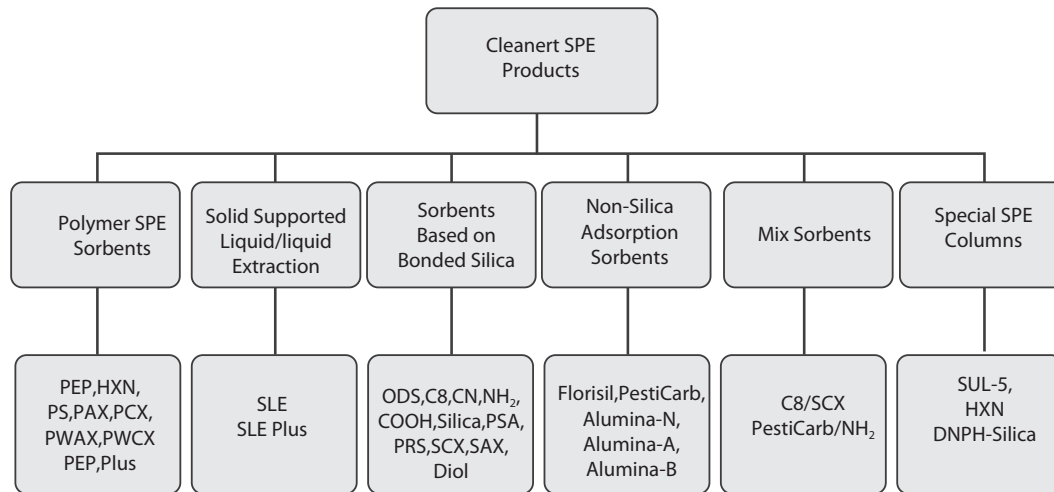 Cleanert SPE
Products
Polymer SPE
Sorbents
Solid Supported
Liquid/liquid
Extraction
Sorbents
Based on
Bonded Silica
Non-Silica
Adsorption
Sorbents
Mix Sorbents
Special SPE
Columns
PEP,HXN,
PS,PAX,PCX,
PWAX,PWCX
PEP,Plus
SLE
SLE Plus
ODS,C8,CN,NH₂,
COOH,Silica,PSA,
PRS,SCX,SAX,
Diol
Florisil,PestiCarb,
Alumina-N,
Alumina-A,
Alumina-B
C8/SCX
PestiCarb/NH₂
SUL-5,
HXN
DNPH-Silica